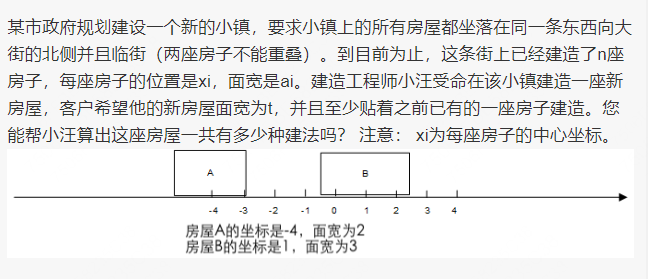 某市政府规划建设一个新的小镇，要求小镇上的所有房屋都坐落在同一条东西向大
街的北侧并且临街（两座房子不能重叠）。到目前为止，这条街上已经建造了n座
房子，每座房子的位置是xi，面宽是ai。建造工程师小汪受命在该小镇建造一座新
房屋，客户希望他的新房屋面宽为t，并且至少贴着之前已有的一座房子建造。您
能帮小汪算出这座房屋一共有多少种建法吗？ 注意： xi为每座房子的中心坐标。
A B
-4 -3 -2 -1 0 1 2 3 4
房屋A的坐标是-4，面宽为2
房屋B的坐标是1，面宽为3